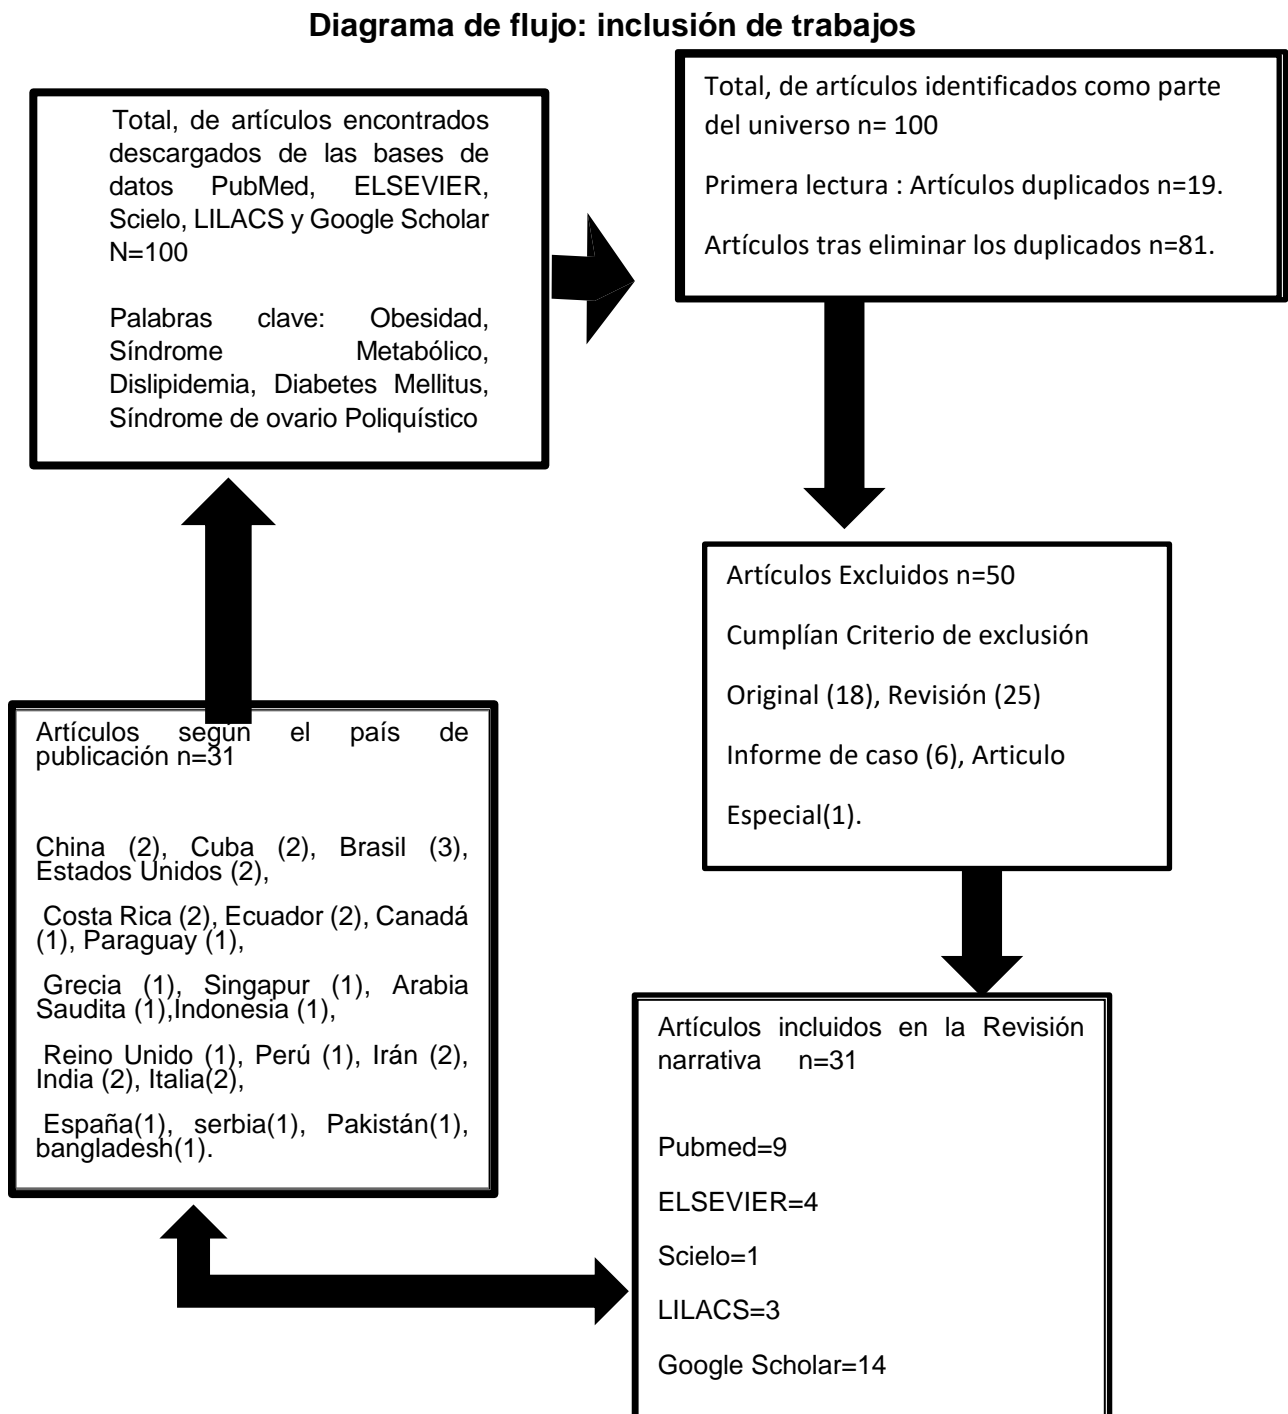 Diagrama de flujo: inclusión de trabajos
Total, de artículos encontrados
descargados de las bases de
datos PubMed, ELSEVIER,
Scielo, LILACS y Google Scholar
N=100
Palabras clave: Obesidad,
Síndrome Metabólico,
Dislipidemia, Diabetes Mellitus,
Síndrome de ovario Poliquístico
Total, de artículos identificados como parte
del universo n= 100
Primera lectura : Artículos duplicados n=19.
Artículos tras eliminar los duplicados n=81.
Artículos Excluidos n=50
Cumplían Criterio de exclusión
Original (18), Revisión (25)
Informe de caso (6), Articulo
Especial(1).
Artículos incluidos en la Revisión
narrativa n=31
Pubmed=9
ELSEVIER=4
Scielo=1
LILACS=3
Google Scholar=14
Artículos según el país de
publicación n=31
China (2), Cuba (2), Brasil (3),
Estados Unidos (2),
Costa Rica (2), Ecuador (2), Canadá
(1), Paraguay (1),
Grecia (1), Singapur (1), Arabia
Saudita (1),Indonesia (1),
Reino Unido (1), Perú (1), Irán (2),
India (2), Italia(2),
España(1), serbia(1), Pakistán(1),
bangladesh(1).